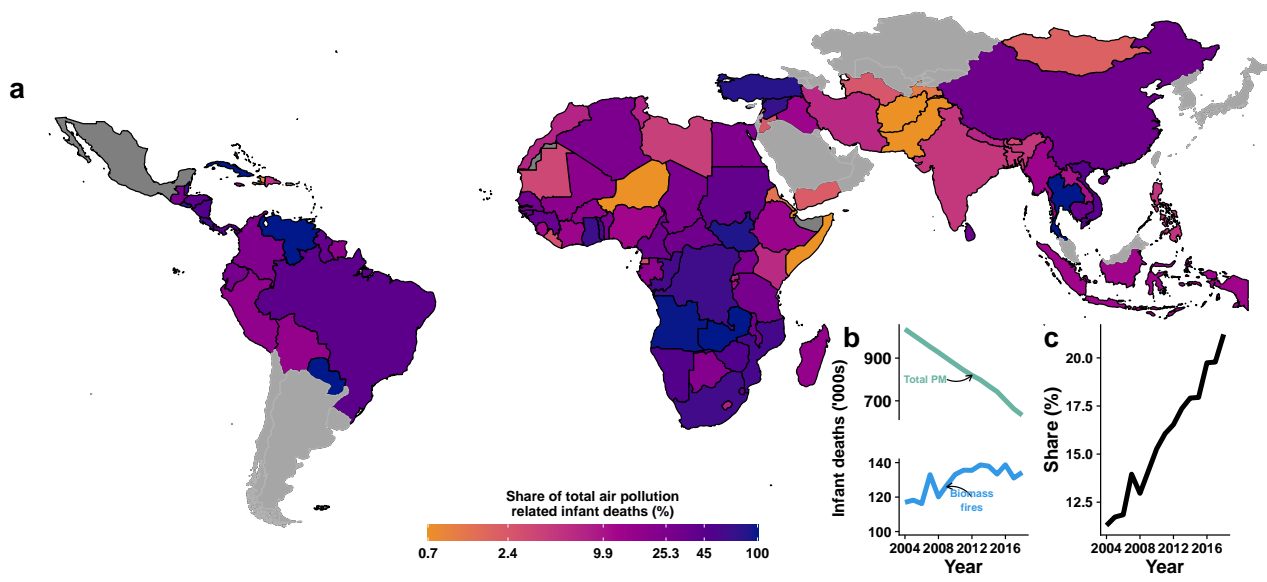 a
b
c
Infant deaths ('000s)
900
700
Total PM
140
120
100
Biomass
fires
2004 2008 2012 2016
Year
Share (%)
20.0
17.5
15.0
12.5
2004 2008 2012 2016
Year
Share of total air pollution
related infant deaths (%)
0.7 2.4 9.9 25.3 45 100